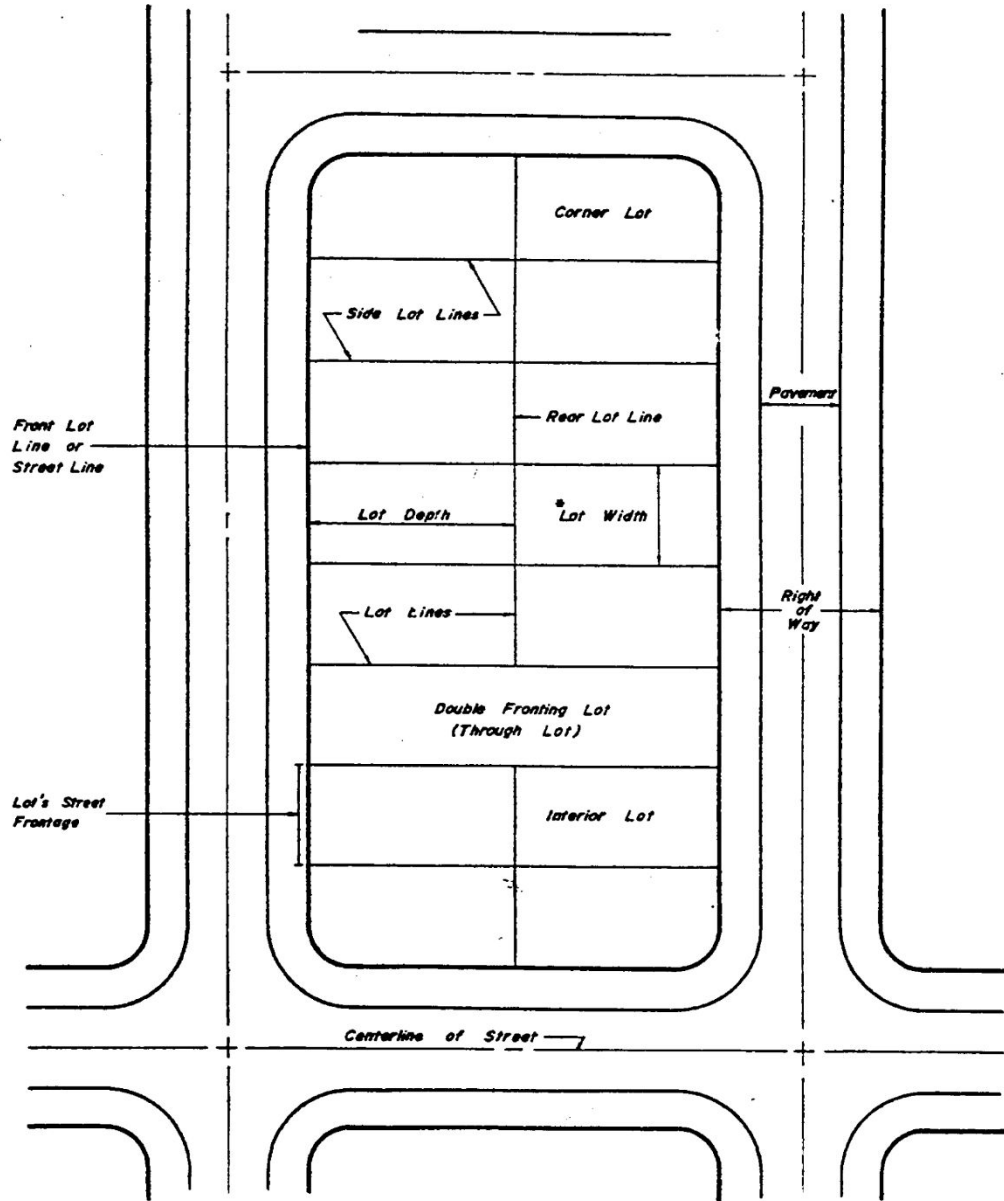 Corner Lot
Side Lot Lines
Pavement
Rear Lot Line
Front Lot
Line or
Street Line
Lot Depth
*Lot Width
Right
of
Way
Lot Lines
Double Fronting Lot
(Through Lot)
Lot's Street
Frontage
Interior Lot
Centerline of Street